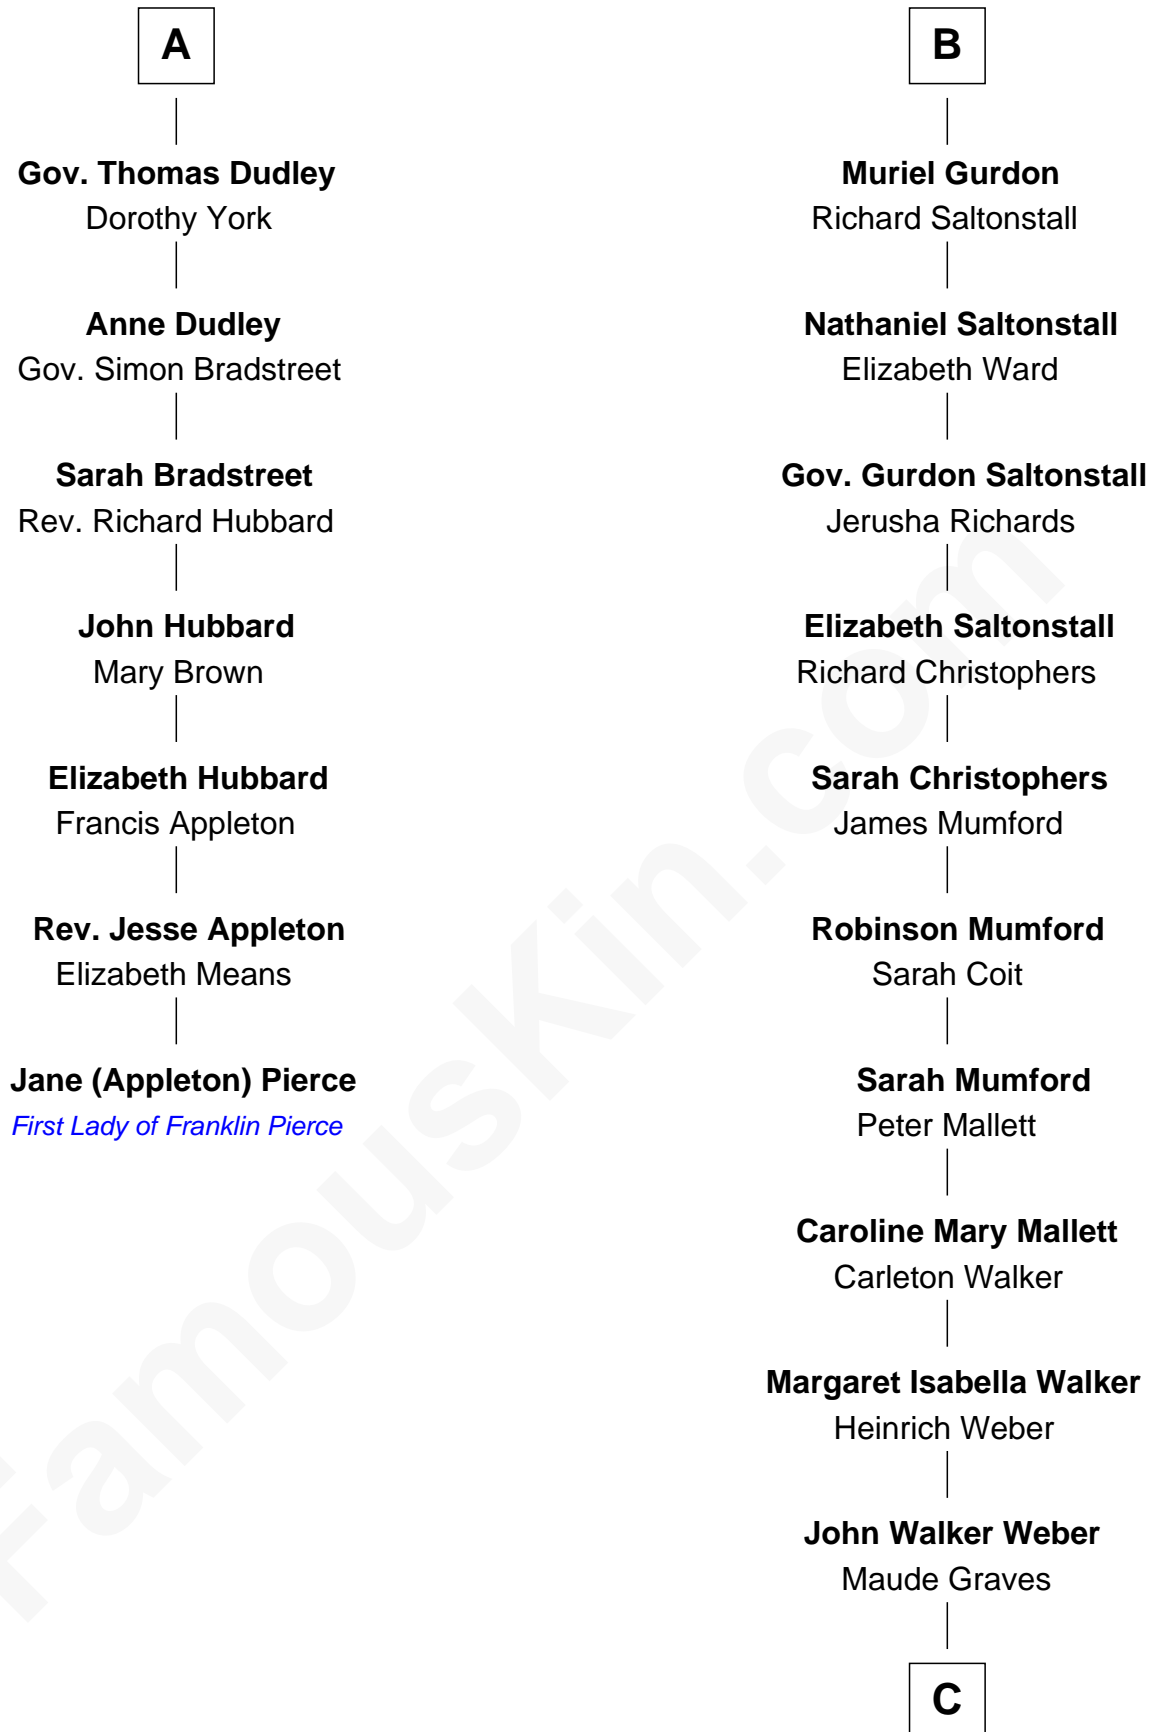 A
Gov. Thomas Dudley
Dorothy York
Anne Dudley
Gov. Simon Bradstreet
Sarah Bradstreet
Rev. Richard Hubbard
John Hubbard
Mary Brown
Elizabeth Hubbard
Francis Appleton
Rev. Jesse Appleton
Elizabeth Means
Jane (Appleton) Pierce
First Lady of Franklin Pierce
B
Muriel Gurdon
Richard Saltonstall
Nathaniel Saltonstall
Elizabeth Ward
Gov. Gurdon Saltonstall
Jerusha Richards
Elizabeth Saltonstall
Richard Christophers
Sarah Christophers
James Mumford
Robinson Mumford
Sarah Coit
Sarah Mumford
Peter Mallett
Caroline Mary Mallett
Carleton Walker
Margaret Isabella Walker
Heinrich Weber
John Walker Weber
Maude Graves
C
FamousKin.com